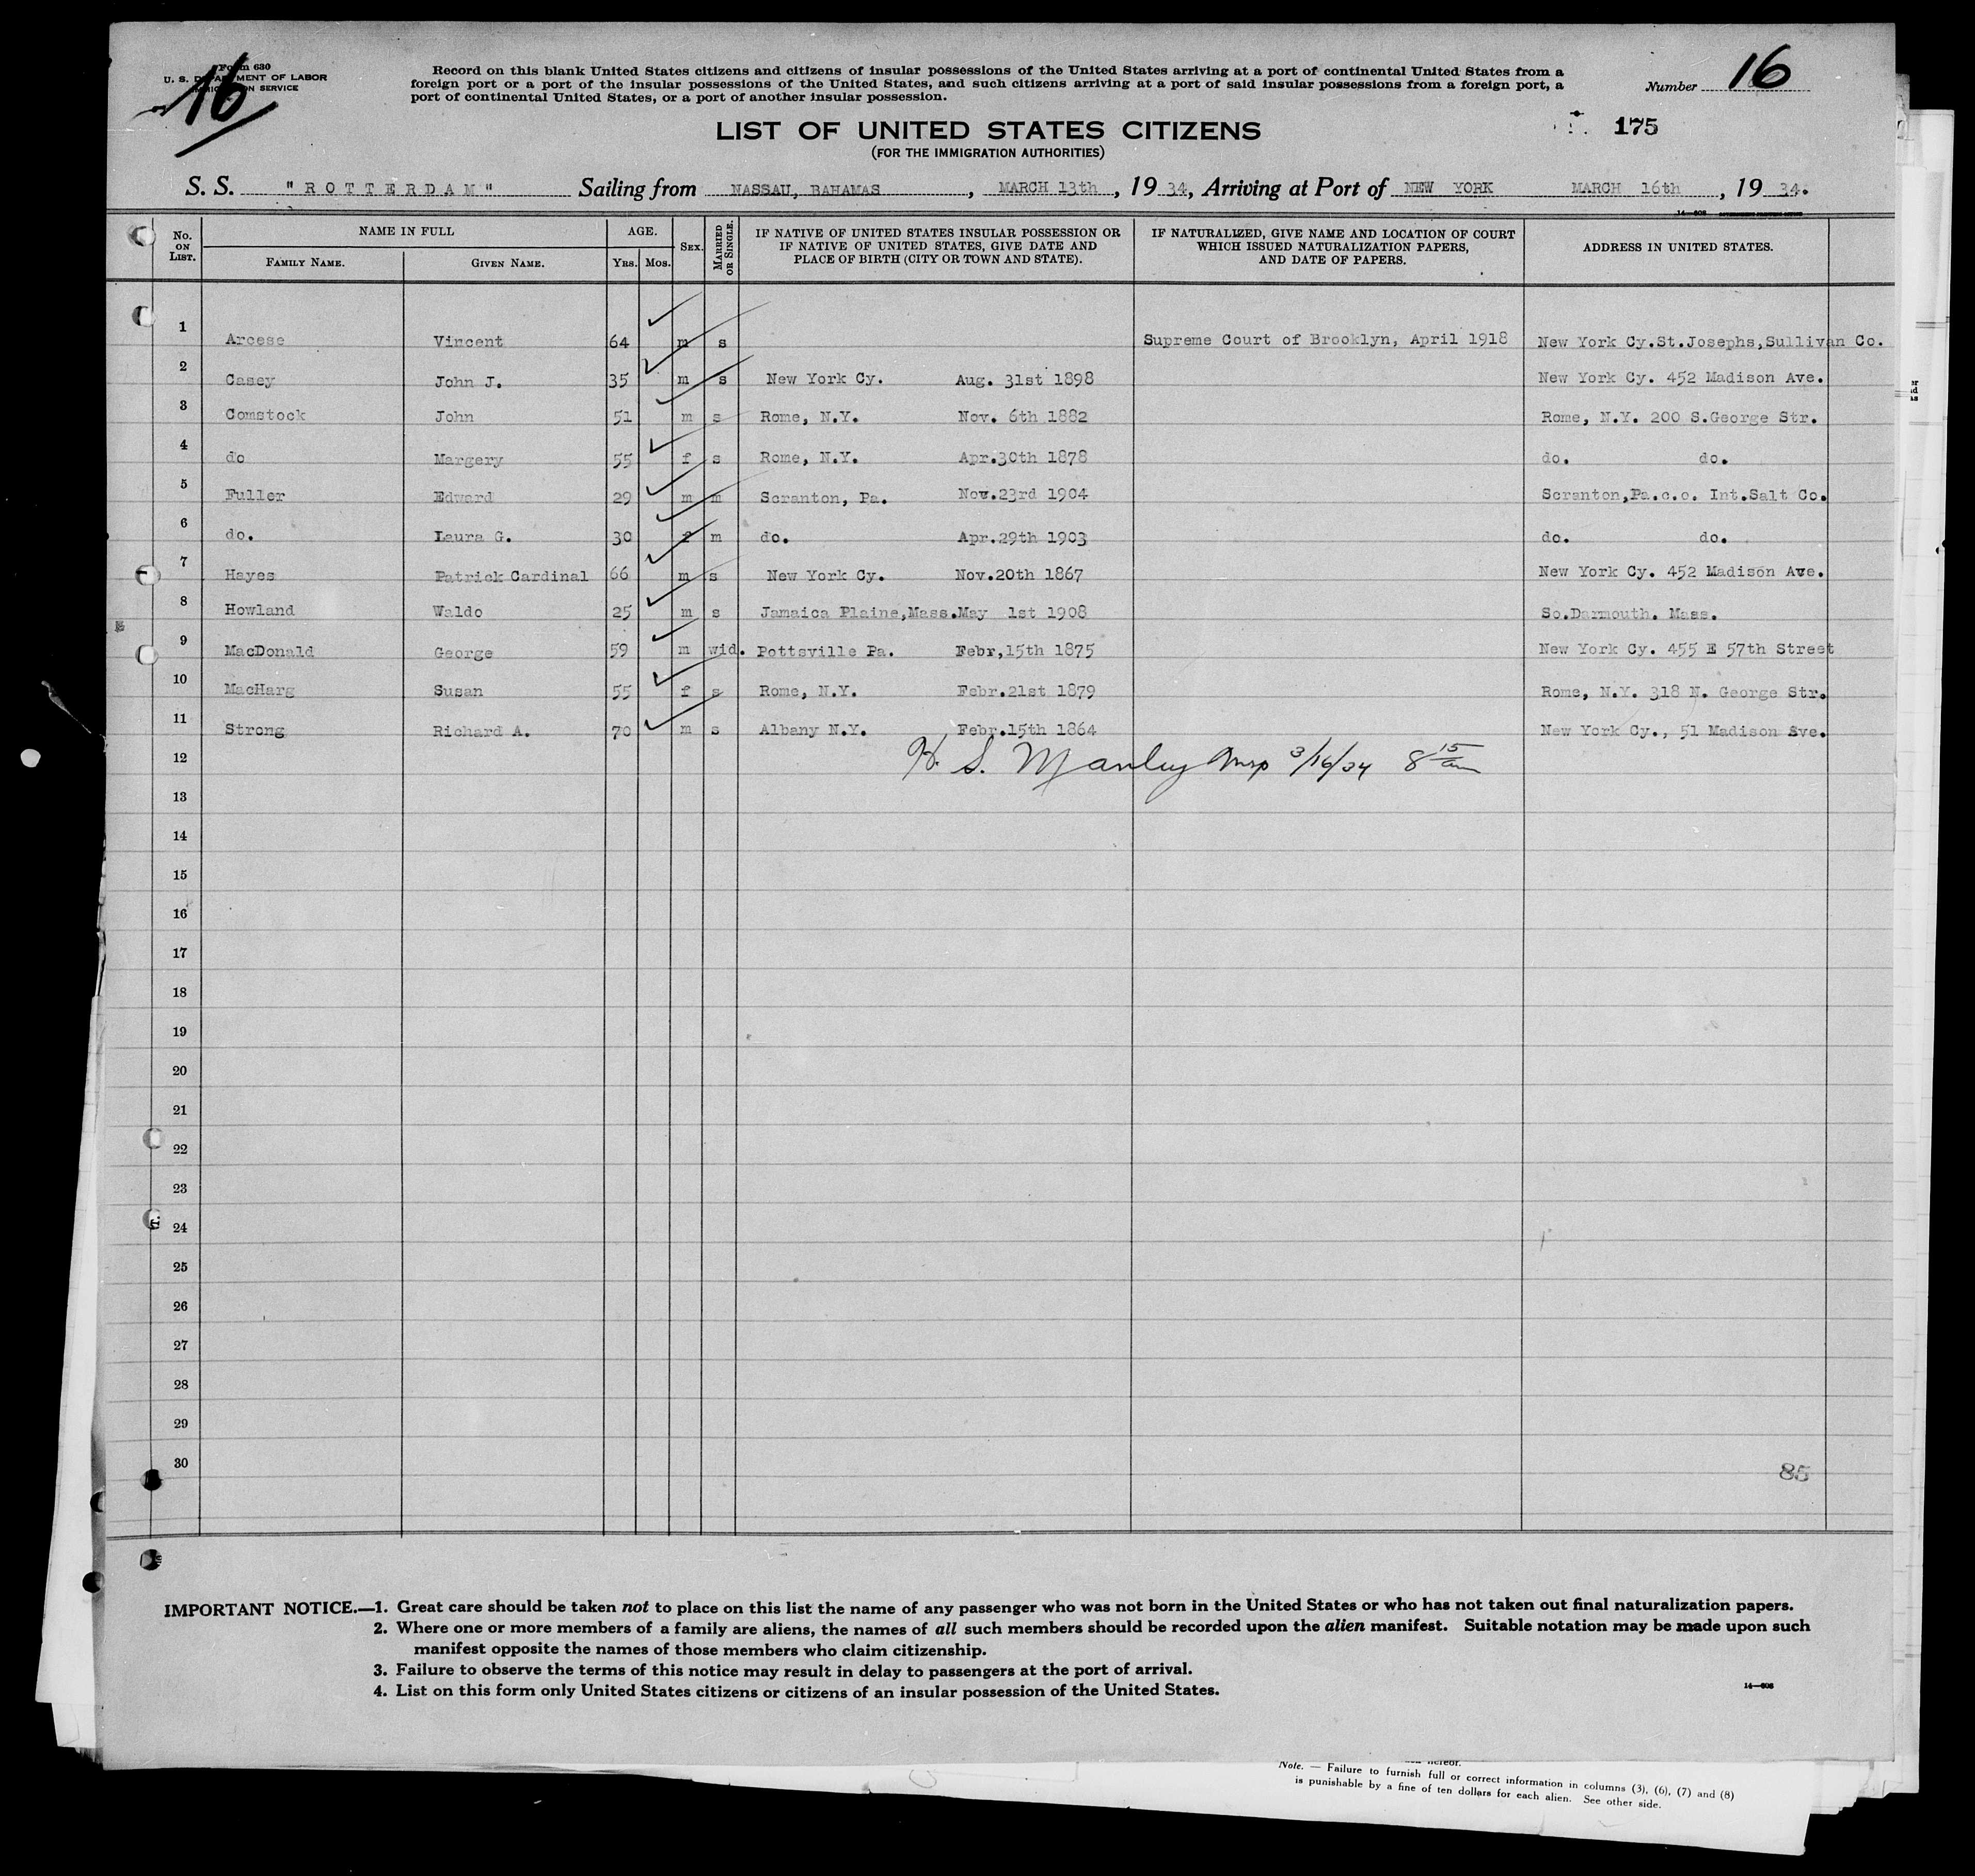 Form 630
U. S. DEPARTMENT OF LABOR
IMMIGRATION SERVICE
16
Record on this blank United States citizens and citizens of insular possessions of the United States arriving at a port of continental United States from a
foreign port or a port of the insular possessions of the United States, and such citizens arriving at a port of said insular possessions from a foreign port, a
port of continental United States, or a port of another insular possession.
Number 16
LIST OF UNITED STATES CITIZENS
(FOR THE IMMIGRATION AUTHORITIES)
175
S. S. "ROTTERDAM" Sailing from NASSAU, BAHAMAS, MARCH 13th, 19 34, Arriving at Port of NEW YORK MARCH 16th, 19 34.
14—608 GOVERNMENT PRINTING OFFICE
No. ON LIST. NAME IN FULL FAMILY NAME. GIVEN NAME. AGE. YRS. MOS. SEX. MARRIED OR SINGLE. IF NATIVE OF UNITED STATES INSULAR POSSESSION OR IF NATIVE OF UNITED STATES, GIVE DATE AND PLACE OF BIRTH (CITY OR TOWN AND STATE). IF NATURALIZED, GIVE NAME AND LOCATION OF COURT WHICH ISSUED NATURALIZATION PAPERS, AND DATE OF PAPERS. ADDRESS IN UNITED STATES.
1 Arcese Vincent 64 m s Supreme Court of Brooklyn, April 1918 New York Cy.St.Josephs,Sullivan Co.
2 Casey John J. 35 m s New York Cy. Aug. 31st 1898 New York Cy. 452 Madison Ave.
3 Comstock John 51 m s Rome, N.Y. Nov. 6th 1882 Rome, N.Y. 200 S.George Str.
4 do Margery 55 f s Rome, N.Y. Apr.30th 1878 do. do.
5 Fuller Edward 29 m m Scranton, Pa. Nov.23rd 1904 Scranton,Pa.c.o. Int.Salt Co.
6 do. Laura G. 30 f m do. Apr.29th 1903 do. do.
7 Hayes Patrick Cardinal 66 m s New York Cy. Nov.20th 1867 New York Cy. 452 Madison Ave.
8 Howland Waldo 25 m s Jamaica Plaine,Mass.May 1st 1908 So.Darmouth. Mass.
9 MacDonald George 59 m wid. Pottsville Pa. Febr,15th 1875 New York Cy. 455 E 57th Street
10 MacHarg Susan 55 f s Rome, N.Y. Febr.21st 1879 Rome, N.Y. 318 N. George Str.
11 Strong Richard A. 70 m s Albany N.Y. Febr.15th 1864 New York Cy., 51 Madison Sve.
12 H. S. Manley Insp 3/16/34 8 15 am
13
14
15
16
17
18
19
20
21
22
23
24
25
26
27
28
29
30
85
IMPORTANT NOTICE.—1. Great care should be taken not to place on this list the name of any passenger who was not born in the United States or who has not taken out final naturalization papers.
2. Where one or more members of a family are aliens, the names of all such members should be recorded upon the alien manifest. Suitable notation may be made upon such
manifest opposite the names of those members who claim citizenship.
3. Failure to observe the terms of this notice may result in delay to passengers at the port of arrival.
4. List on this form only United States citizens or citizens of an insular possession of the United States.
14—608
hereof.
Note. — Failure to furnish full or correct information in columns (3), (6), (7) and (8)
is punishable by a fine of ten dollars for each alien. See other side.